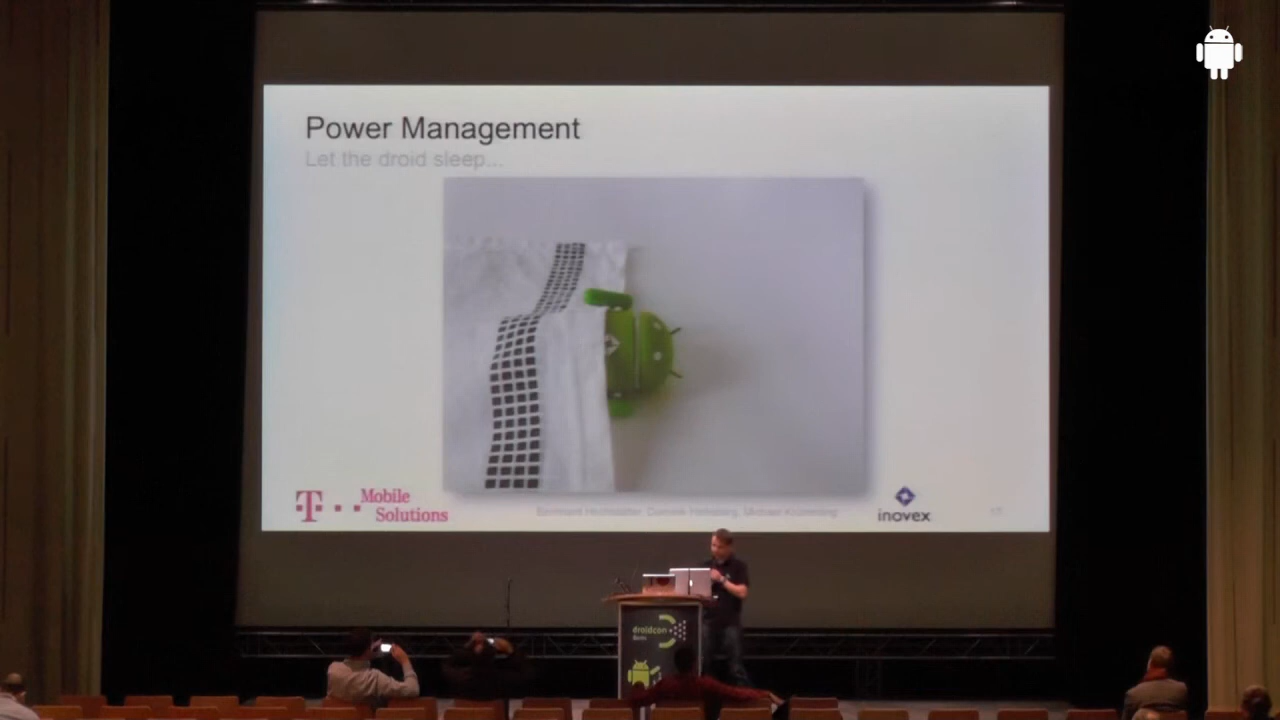 Power Management
Let the droid sleep...
T
Mobile
Solutions
inovex
droidcon